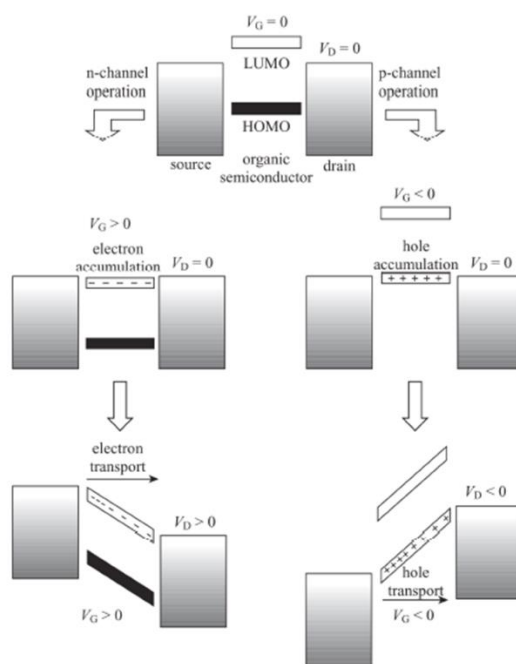 V_G = 0
LUMO
V_D = 0
n-channel
operation
p-channel
operation
HOMO
source
organic
semiconductor
drain
V_G < 0
V_G > 0
electron
accumulation
V_D = 0
hole
accumulation
V_D = 0
electron
transport
V_D > 0
V_G > 0
V_D < 0
hole
transport
V_G < 0